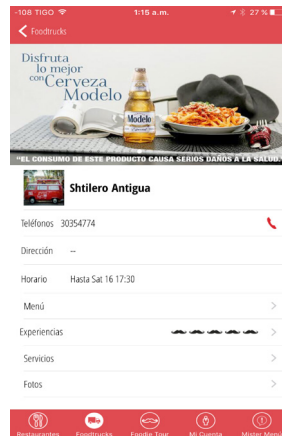 -108 TIGO 1:15 a.m. 27 %
Foodtrucks
Disfruta
lo mejor
con Cerveza
Modelo
Modelo
"EL CONSUMO DE ESTE PRODUCTO CAUSA SERIOS DAÑOS A LA SALUD.
Shtilero Antigua
Teléfonos 30354774
Dirección --
Horario Hasta Sat 16 17:30
Menú
Experiencias
Servicios
Fotos
Restaurantes Foodtrucks Foodie Tour Mi Cuenta Mister Menú